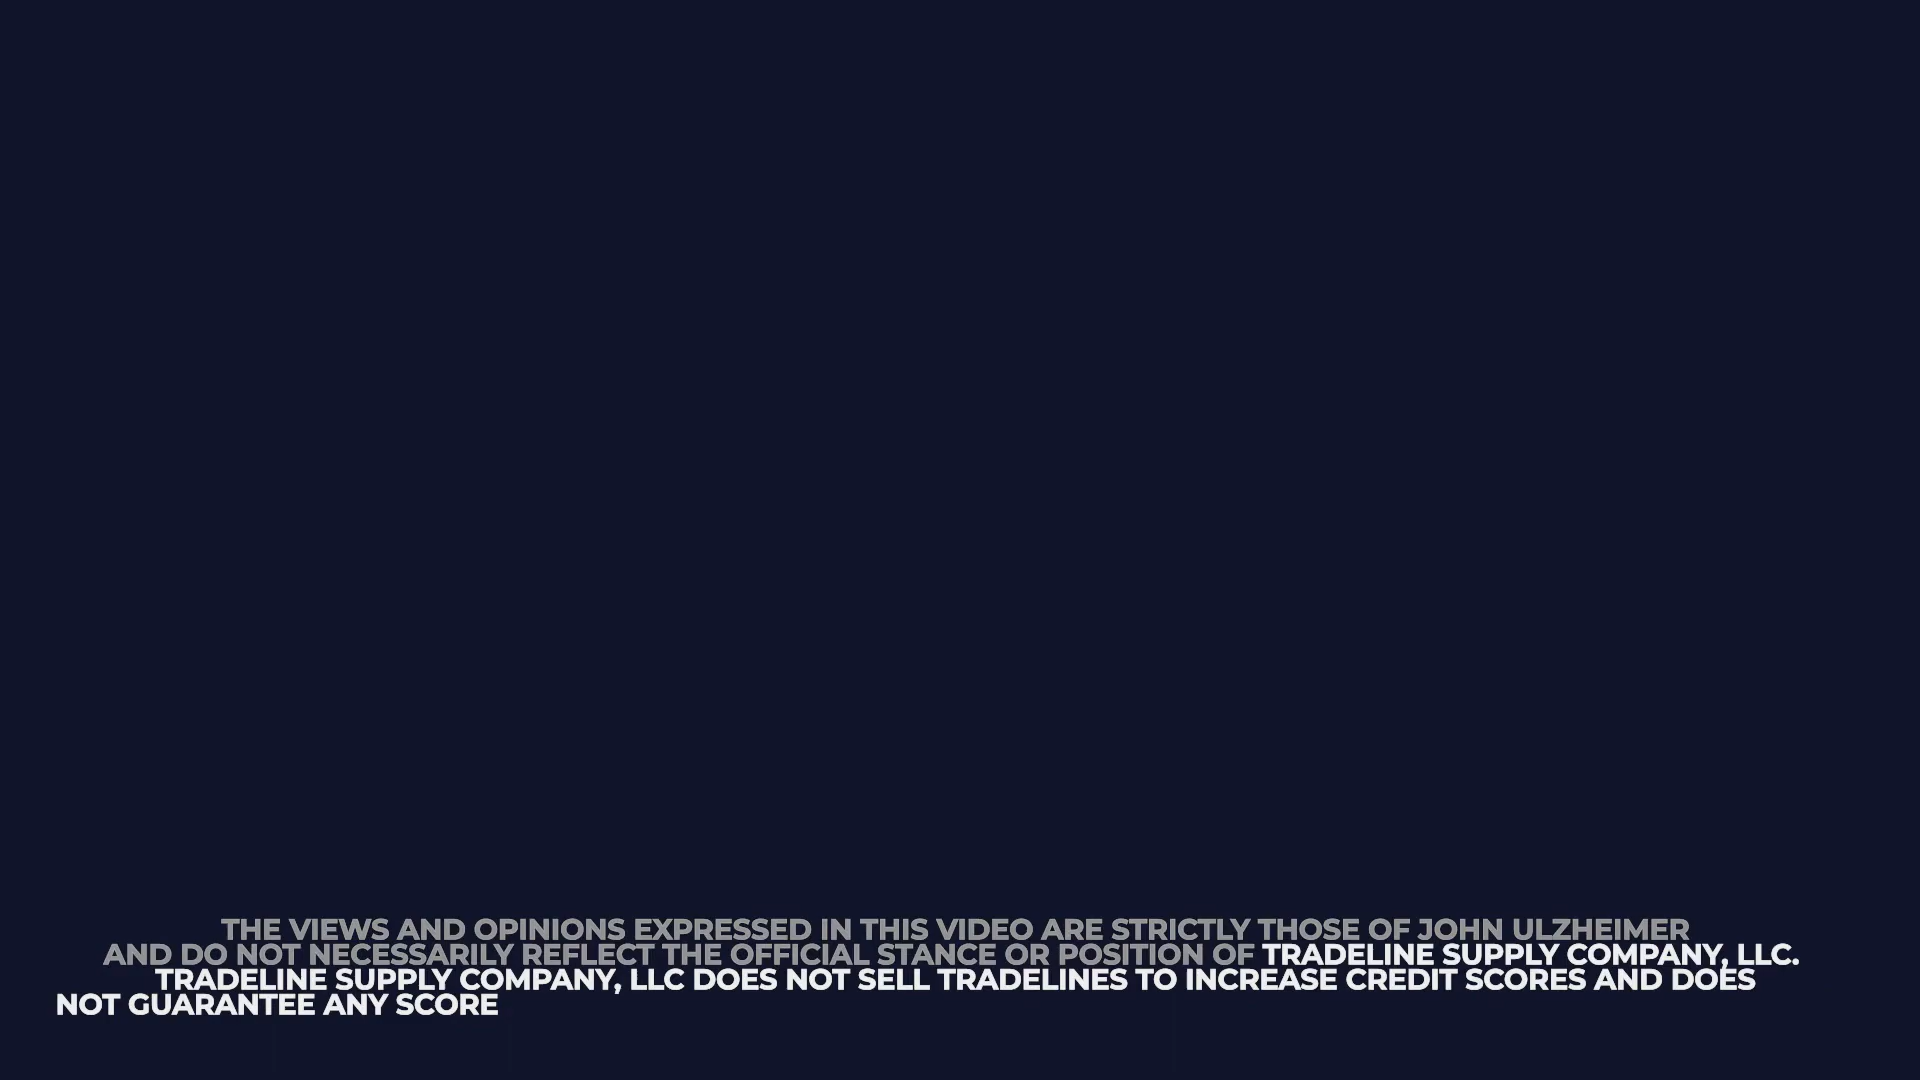 THE VIEWS AND OPINIONS EXPRESSED IN THIS VIDEO ARE STRICTLY THOSE OF JOHN ULZHEIMER
AND DO NOT NECESSARILY REFLECT THE OFFICIAL STANCE OR POSITION OF TRADELINE SUPPLY COMPANY, LLC.
TRADELINE SUPPLY COMPANY, LLC DOES NOT SELL TRADELINES TO INCREASE CREDIT SCORES AND DOES
NOT GUARANTEE ANY SCORE